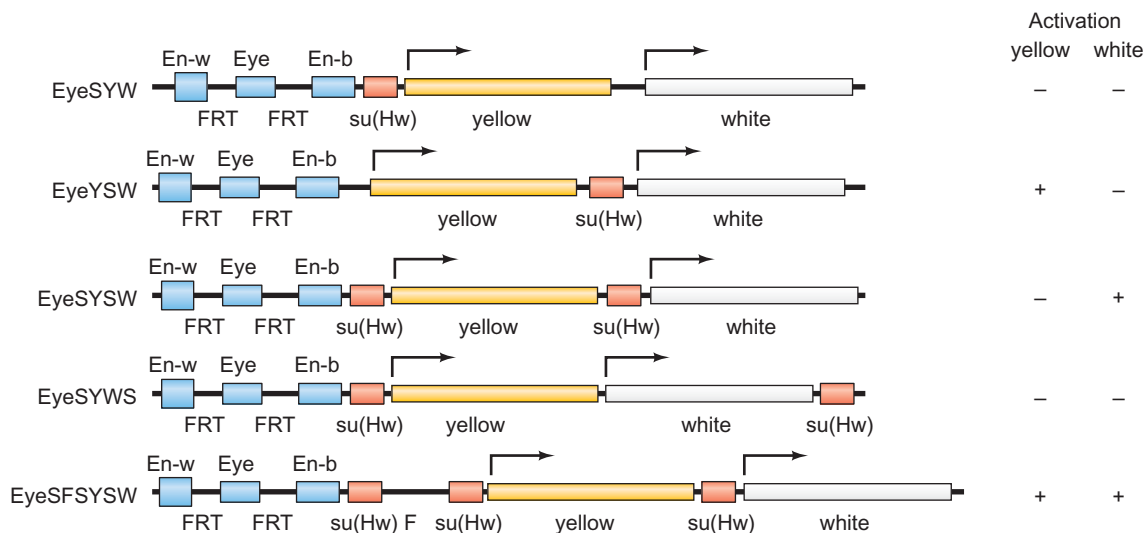 Activation
En-w Eye En-b yellow white
EyeSYW – –
FRT FRT su(Hw) yellow white
En-w Eye En-b
EyeYSW + –
FRT FRT yellow su(Hw) white
En-w Eye En-b
EyeSYSW – +
FRT FRT su(Hw) yellow su(Hw) white
En-w Eye En-b
EyeSYWS – –
FRT FRT su(Hw) yellow white su(Hw)
En-w Eye En-b
EyeSFSYSW + +
FRT FRT su(Hw) F su(Hw) yellow su(Hw) white